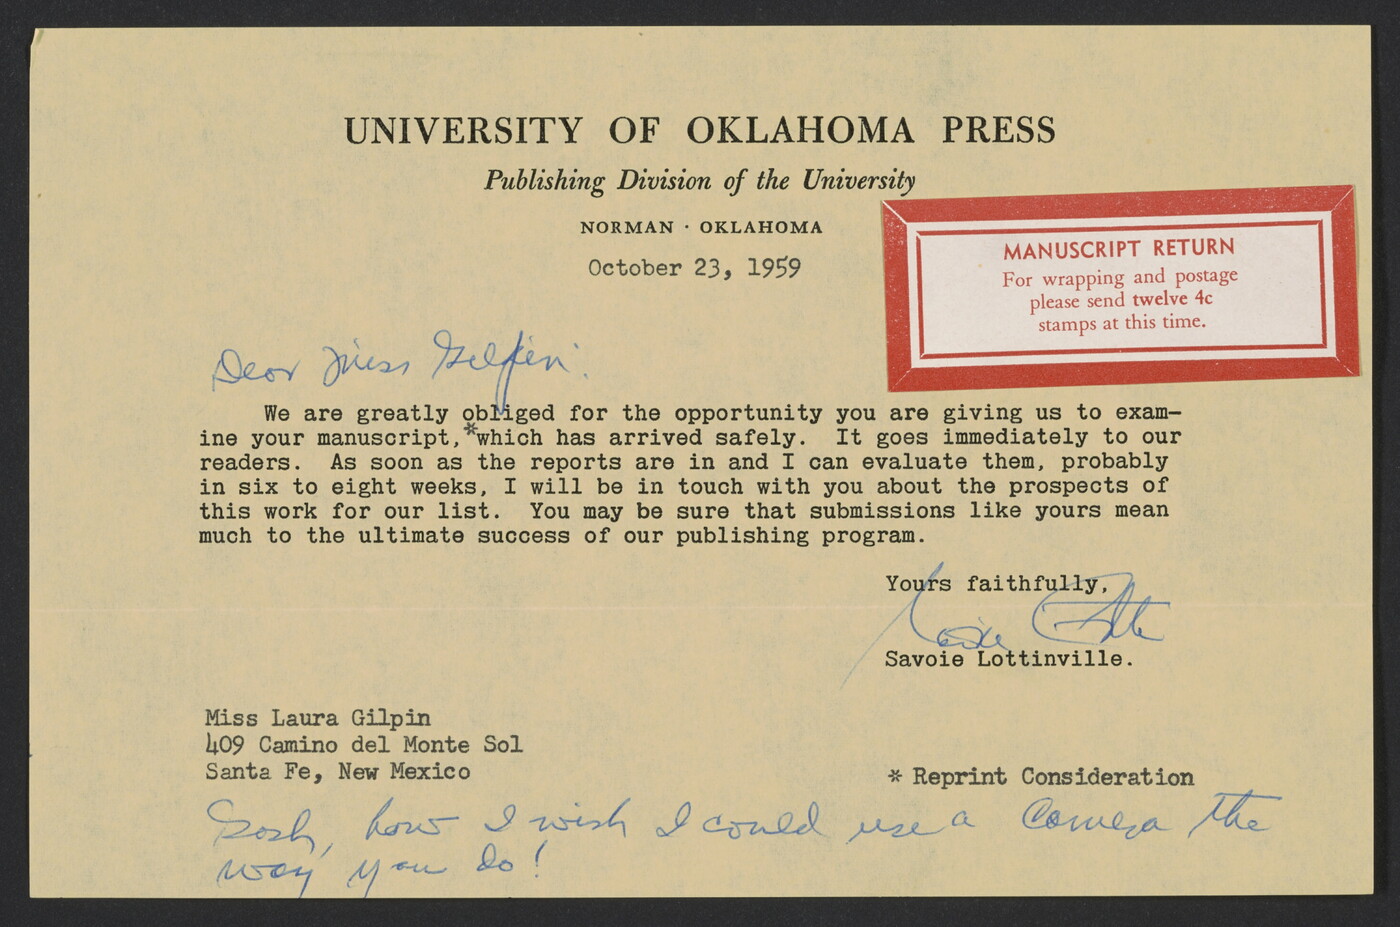 UNIVERSITY OF OKLAHOMA PRESS
Publishing Division of the University
NORMAN · OKLAHOMA
October 23, 1959
MANUSCRIPT RETURN
For wrapping and postage
please send twelve 4c
stamps at this time.
Dear Miss Gilpin:
We are greatly obliged for the opportunity you are giving us to exam-
ine your manuscript,*which has arrived safely. It goes immediately to our
readers. As soon as the reports are in and I can evaluate them, probably
in six to eight weeks, I will be in touch with you about the prospects of
this work for our list. You may be sure that submissions like yours mean
much to the ultimate success of our publishing program.
Yours faithfully,
Savoie Lottinville.
Miss Laura Gilpin
409 Camino del Monte Sol
Santa Fe, New Mexico
* Reprint Consideration
Gosh, how I wish I could use a camera the
way you do!